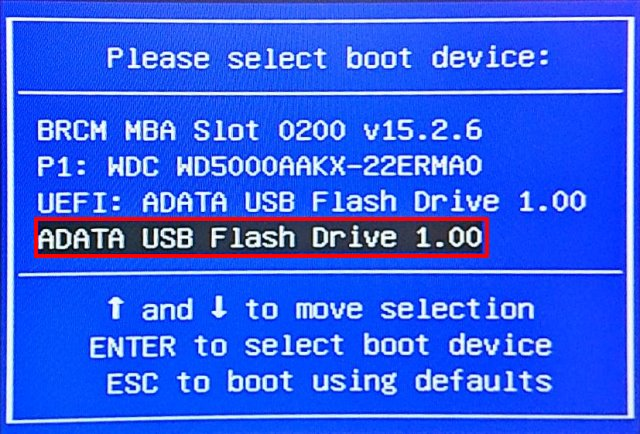 Please select boot device:
BRCM MBA Slot 0200 v15.2.6
P1: WDC WD5000AAKX-22ERMA0
UEFI: ADATA USB Flash Drive 1.00
ADATA USB Flash Drive 1.00
↑ and ↓ to move selection
ENTER to select boot device
ESC to boot using defaults